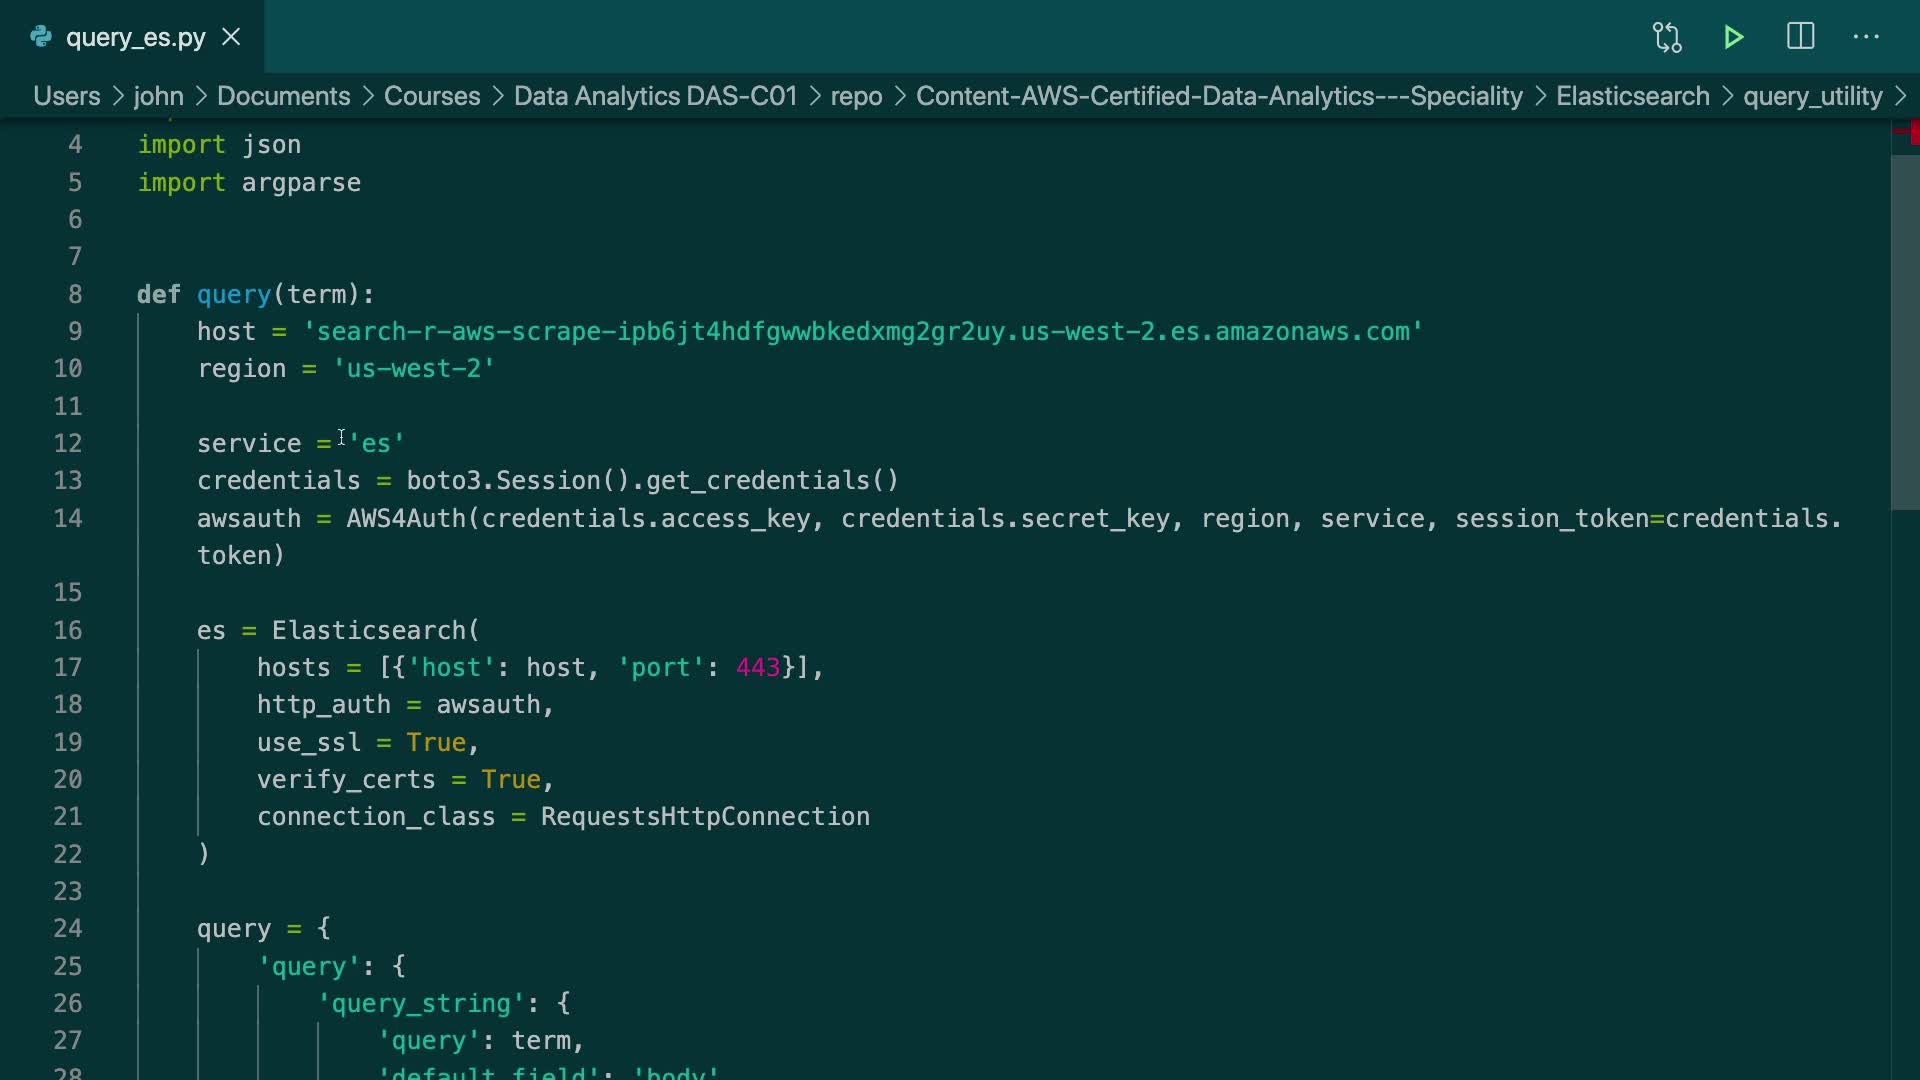 query_es.py
Users > john > Documents > Courses > Data Analytics DAS-C01 > repo > Content-AWS-Certified-Data-Analytics---Speciality > Elasticsearch > query_utility >
4 import json
5 import argparse
6
7
8 def query(term):
9 host = 'search-r-aws-scrape-ipb6jt4hdfgwwbkedxmg2gr2uy.us-west-2.es.amazonaws.com'
10 region = 'us-west-2'
11
12 service = 'es'
13 credentials = boto3.Session().get_credentials()
14 awsauth = AWS4Auth(credentials.access_key, credentials.secret_key, region, service, session_token=credentials.
token)
15
16 es = Elasticsearch(
17 hosts = [{'host': host, 'port': 443}],
18 http_auth = awsauth,
19 use_ssl = True,
20 verify_certs = True,
21 connection_class = RequestsHttpConnection
22 )
23
24 query = {
25 'query': {
26 'query_string': {
27 'query': term,
28 'default_field': 'body'